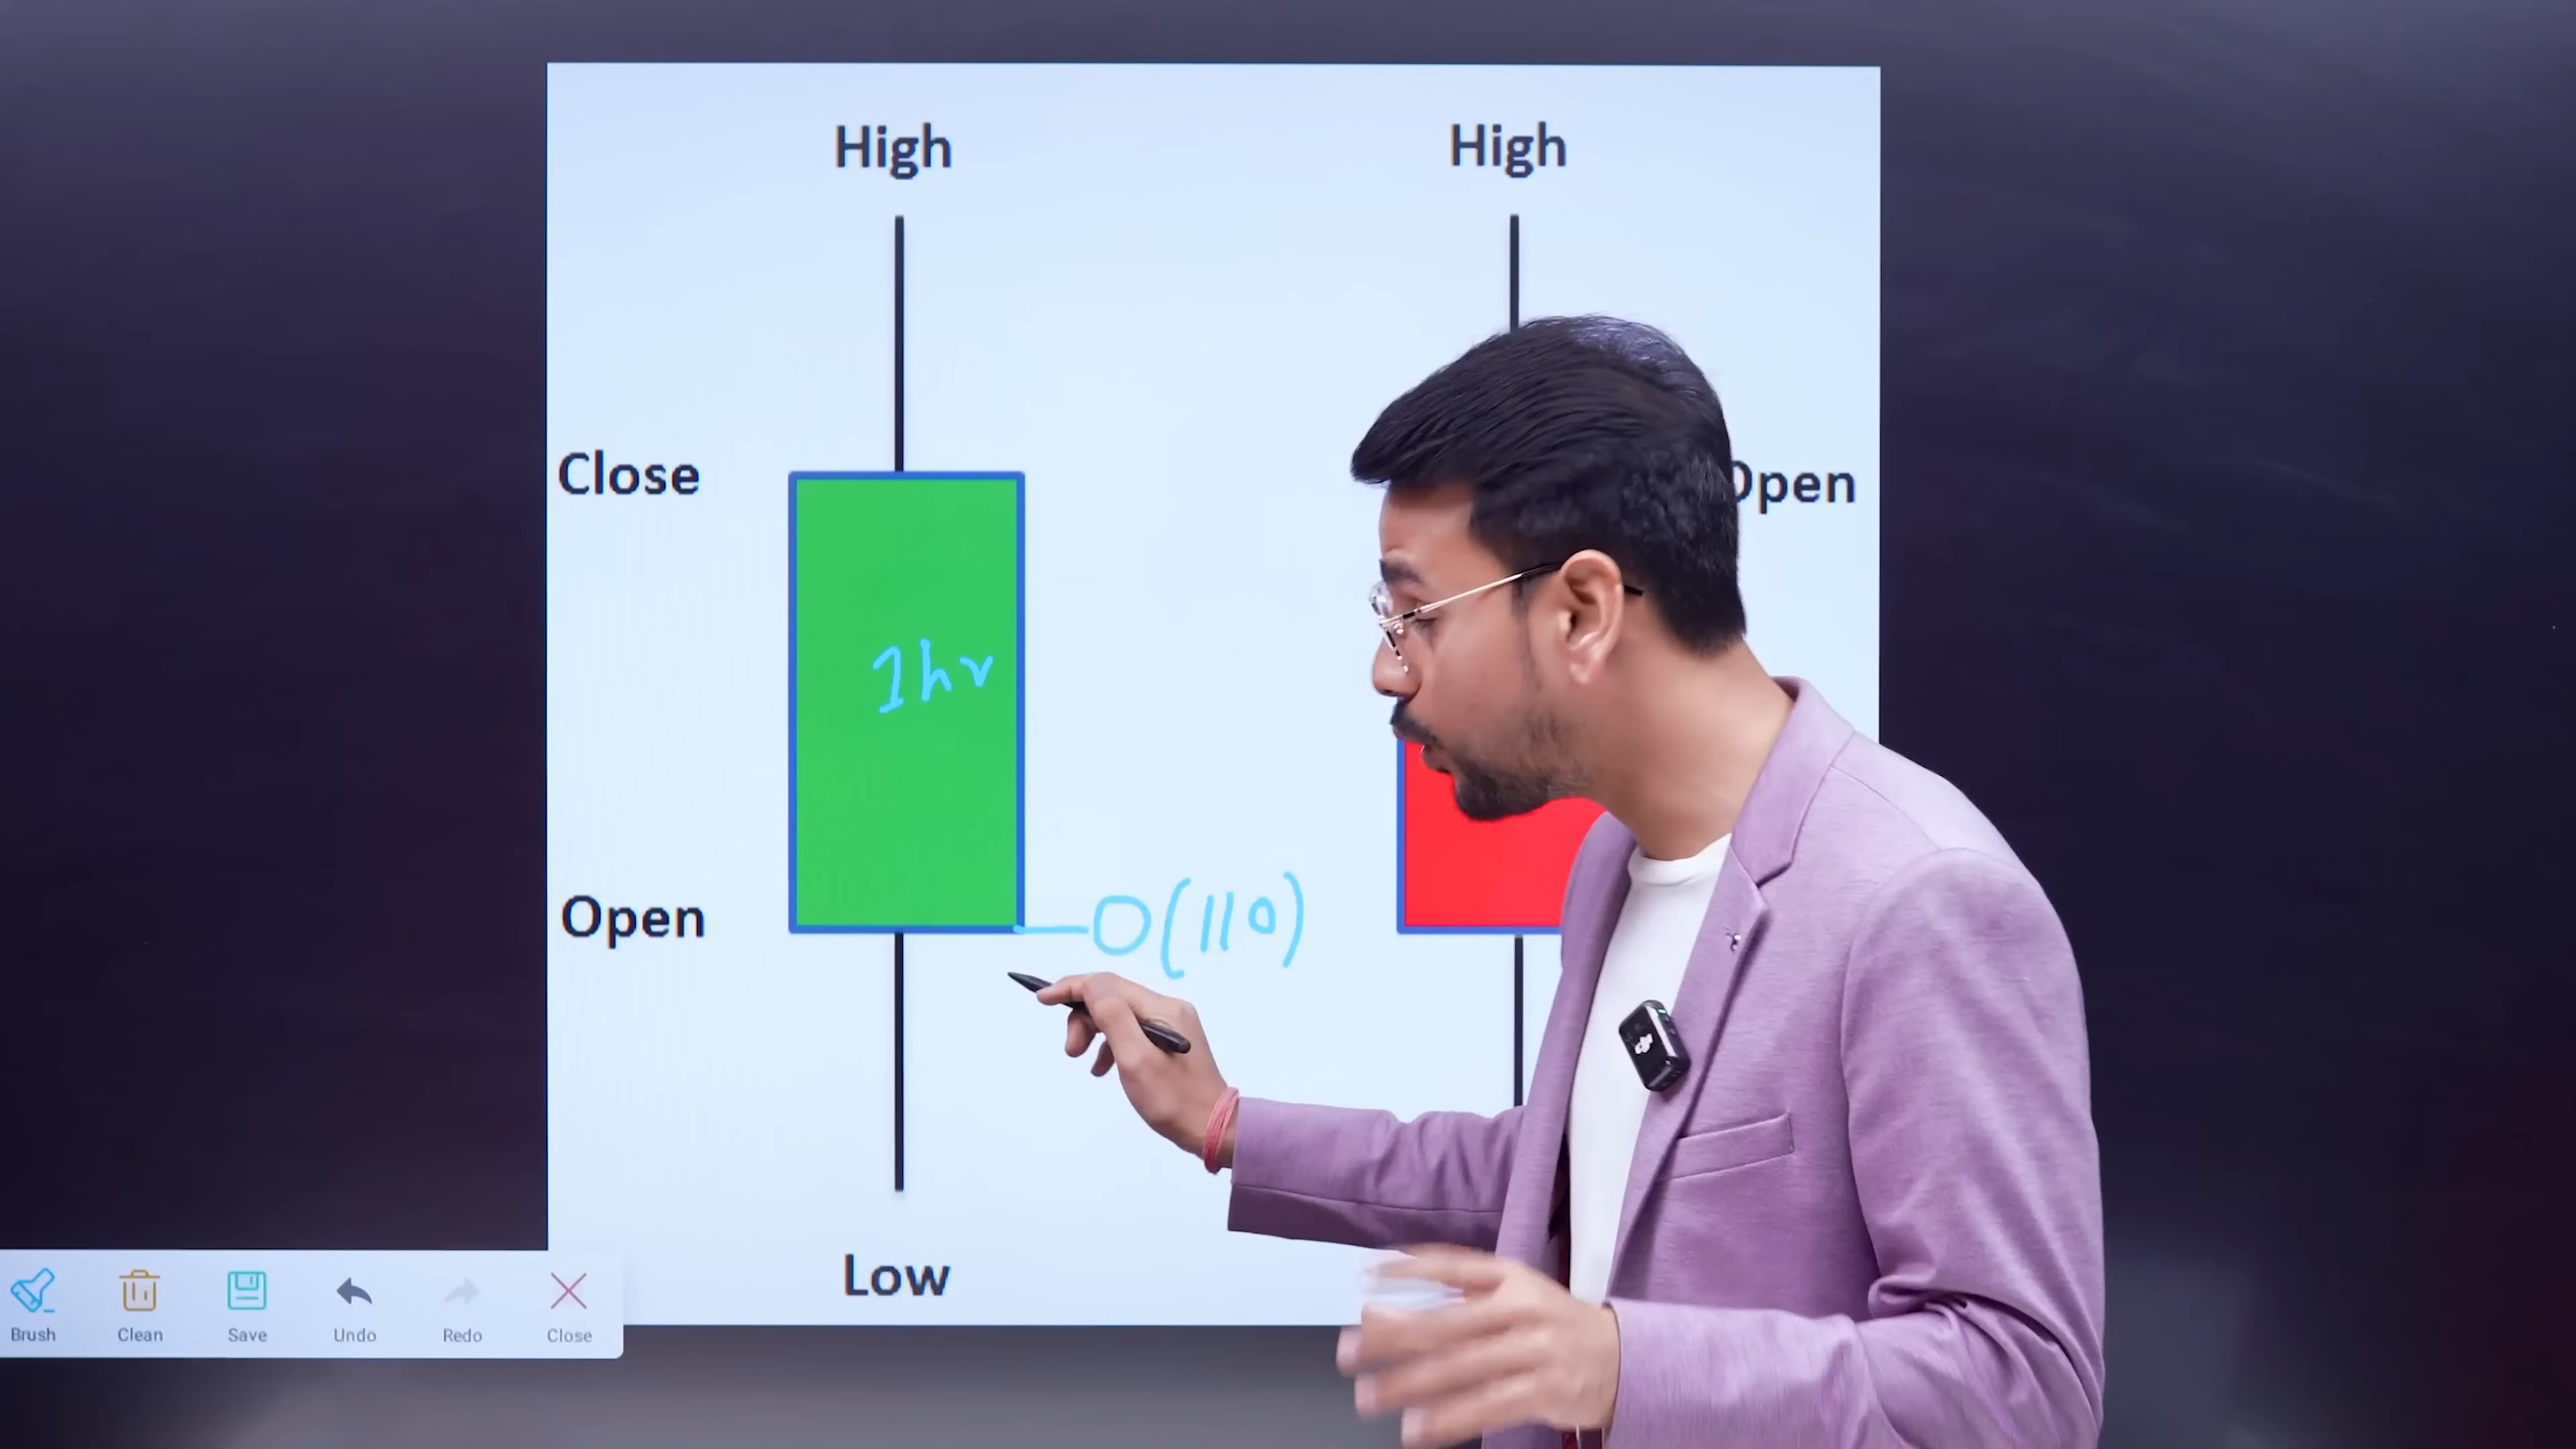 High
High
Close
Open
1hr
Open
O(110)
Low
Brush
Clean
Save
Undo
Redo
Close